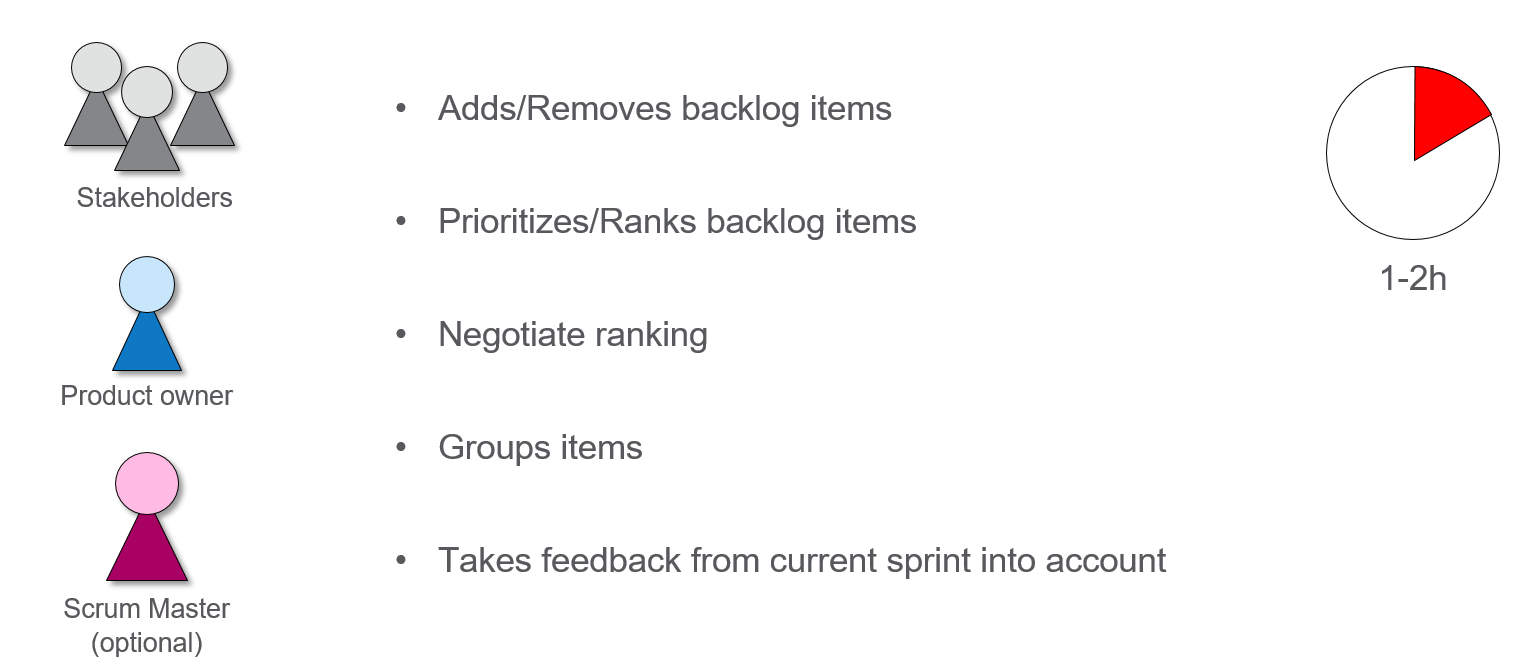 Stakeholders
Product owner
Scrum Master
(optional)
• Adds/Removes backlog items
• Prioritizes/Ranks backlog items
• Negotiate ranking
• Groups items
• Takes feedback from current sprint into account
1-2h